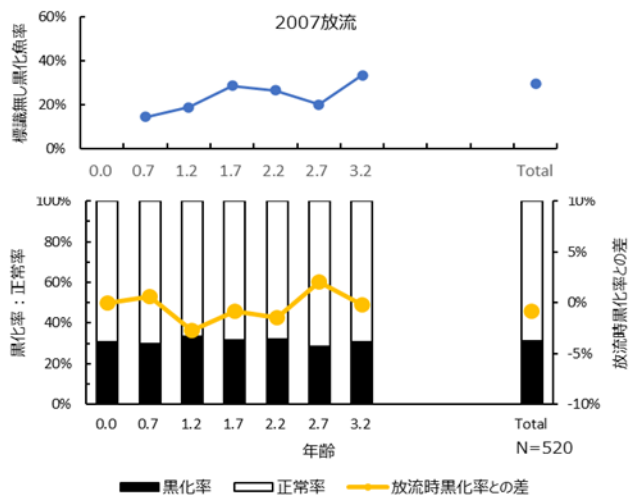 2007放流
標識無し黒化魚率
60%
40%
20%
0%
0.0 0.7 1.2 1.7 2.2 2.7 3.2 Total
黒化率：正常率
100%
80%
60%
40%
20%
0%
10%
5%
0%
-5%
-10%
放流時黒化率との差
0.0 0.7 1.2 1.7 2.2 2.7 3.2 Total
年齢
N=520
黒化率 正常率 放流時黒化率との差